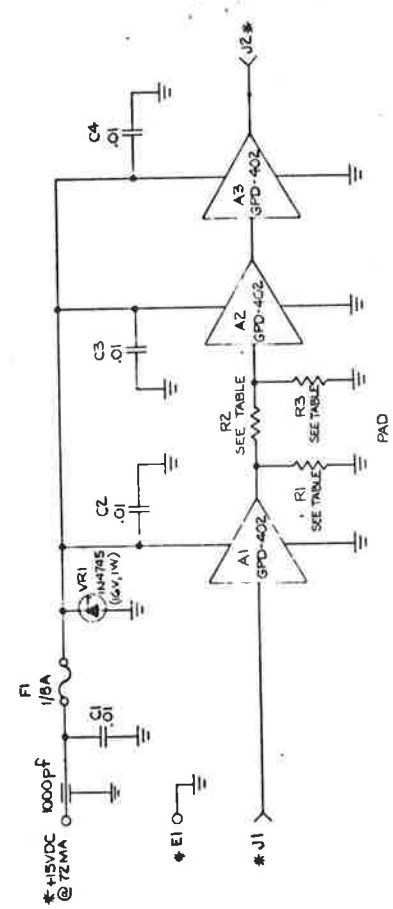 * +15VDC
@ 72MA
1000pf
F1
1/8A
C1
.01
VR1
1N4745
(16V, 1W)
C2
.01
C3
.01
C4
.01
* E1
* J1
A1
GPD-402
R1
SEE TABLE
R2
SEE TABLE
R3
SEE TABLE
PAD
A2
GPD-402
A3
GPD-402
J2 *